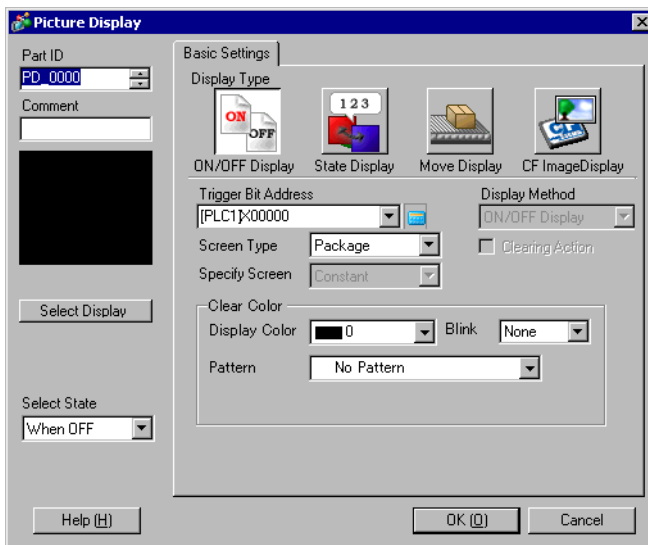 Picture Display
Part ID
PD_0000
Comment
Select Display
Select State
When OFF
Help (H)
Basic Settings
Display Type
ON
OFF
1 2 3
ON/OFF Display
State Display
Move Display
CF ImageDisplay
Trigger Bit Address
Display Method
[PLC1]X00000
ON/OFF Display
Screen Type
Package
Clearing Action
Specify Screen
Constant
Clear Color
Display Color
0
Blink
None
Pattern
No Pattern
OK (O)
Cancel